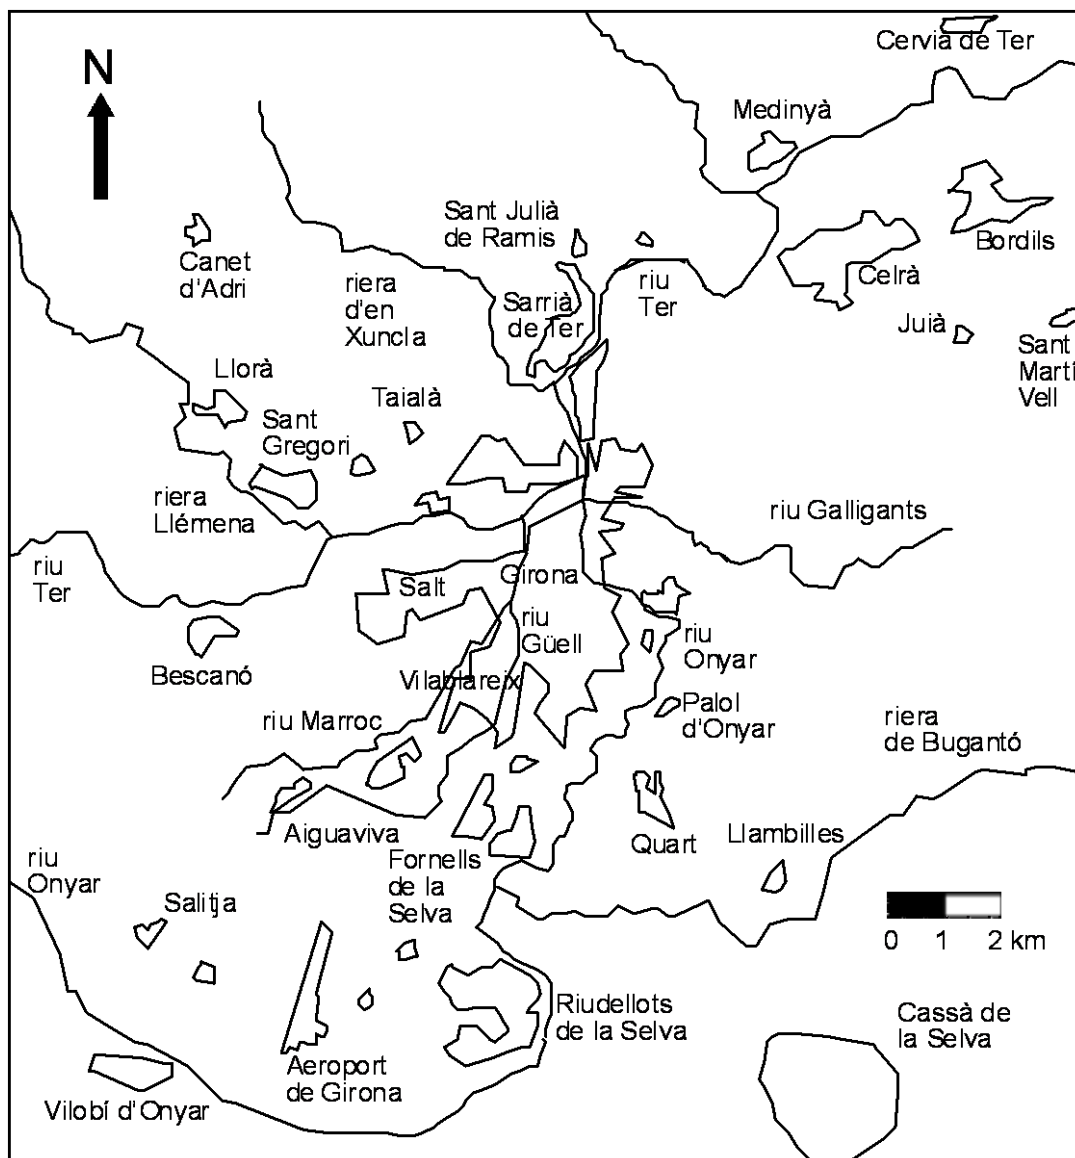 Cervia de Ter
N
Medinyà
Sant Julià
de Ramis
Bordils
Canet
d'Adri
riera
d'en
Xuncla
riu
Ter
Celrà
Sarrià
de Ter
Juià
Sant
Martí
Vell
Llorà
Taialà
Sant
Gregori
riera
Llémena
riu Galligants
riu
Ter
Salt
Girona
riu
Güell
riu
Onyar
Bescanó
Vilablareix
Palol
d'Onyar
riu Marroc
riera
de Bugantó
Aiguaviva
Quart
Llambilles
riu
Onyar
Fornells
de la
Selva
Salitja
0 1 2 km
Riudellots
de la Selva
Cassà de
la Selva
Aeroport
de Girona
Vilobí d'Onyar